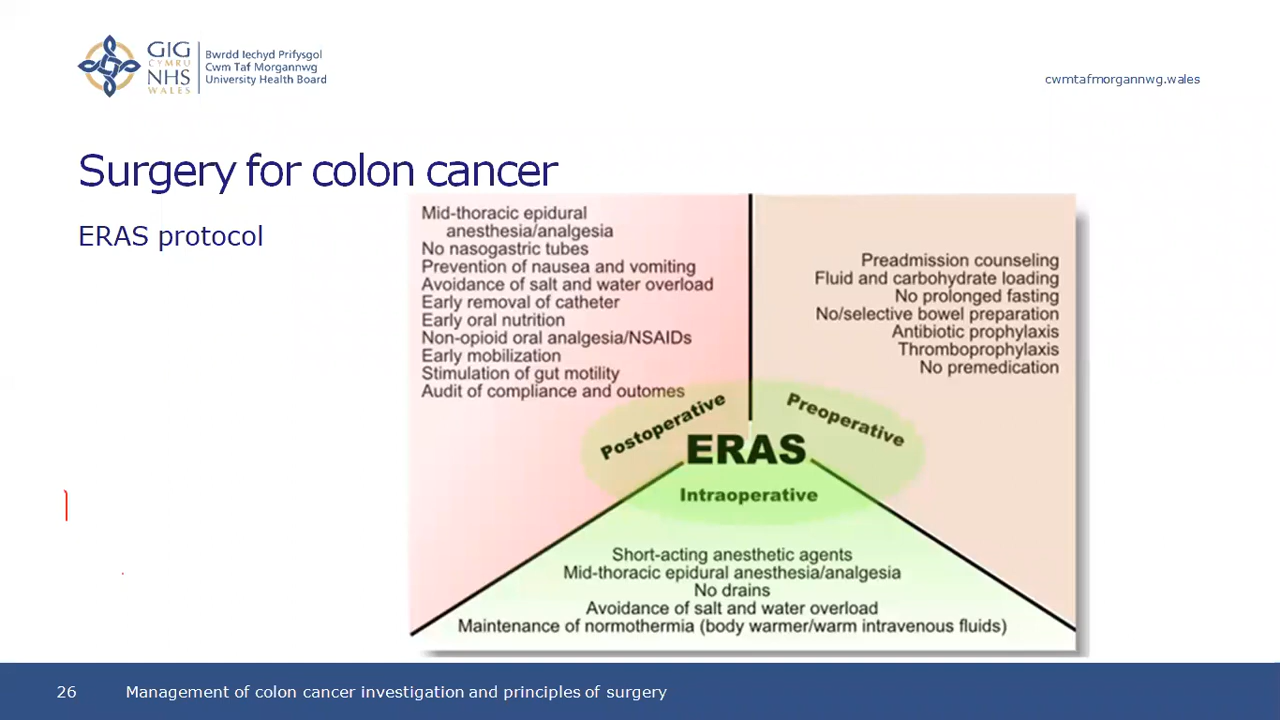 GIG
CYMRU
NHS
WALES
Bwrdd Iechyd Prifysgol
Cwm Taf Morgannwg
University Health Board
cwmtafmorgannwg.wales
Surgery for colon cancer
ERAS protocol
Mid-thoracic epidural
anesthesia/analgesia
No nasogastric tubes
Prevention of nausea and vomiting
Avoidance of salt and water overload
Early removal of catheter
Early oral nutrition
Non-opioid oral analgesia/NSAIDs
Early mobilization
Stimulation of gut motility
Audit of compliance and outomes
Preadmission counseling
Fluid and carbohydrate loading
No prolonged fasting
No/selective bowel preparation
Antibiotic prophylaxis
Thromboprophylaxis
No premedication
Postoperative
Preoperative
ERAS
Intraoperative
Short-acting anesthetic agents
Mid-thoracic epidural anesthesia/analgesia
No drains
Avoidance of salt and water overload
Maintenance of normothermia (body warmer/warm intravenous fluids)
26
Management of colon cancer investigation and principles of surgery